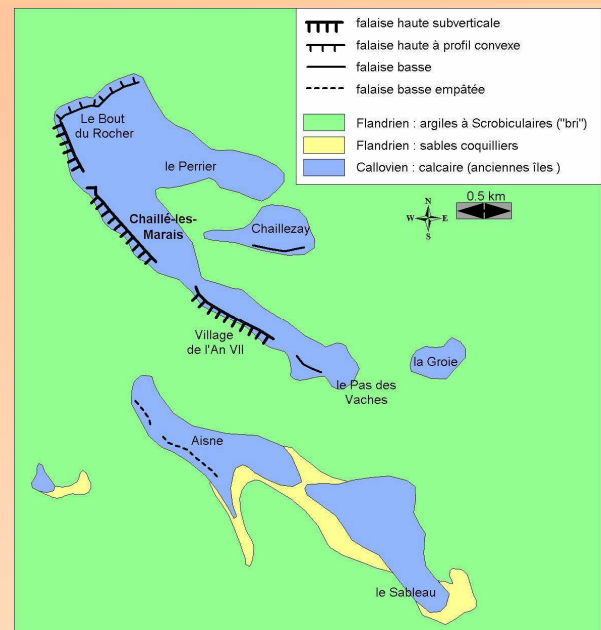 falaise haute subverticale
falaise haute à profil convexe
falaise basse
falaise basse empâtée
Flandrien : argiles à Scrobiculaires ("bri")
Flandrien : sables coquilliers
Callovien : calcaire (anciennes îles )
0.5 km
N
W E
S
Le Bout
du Rocher
le Perrier
Chaillé-les-
Marais
Chaillezay
Village
de l'An VII
la Groie
le Pas des
Vaches
Aisne
le Sableau